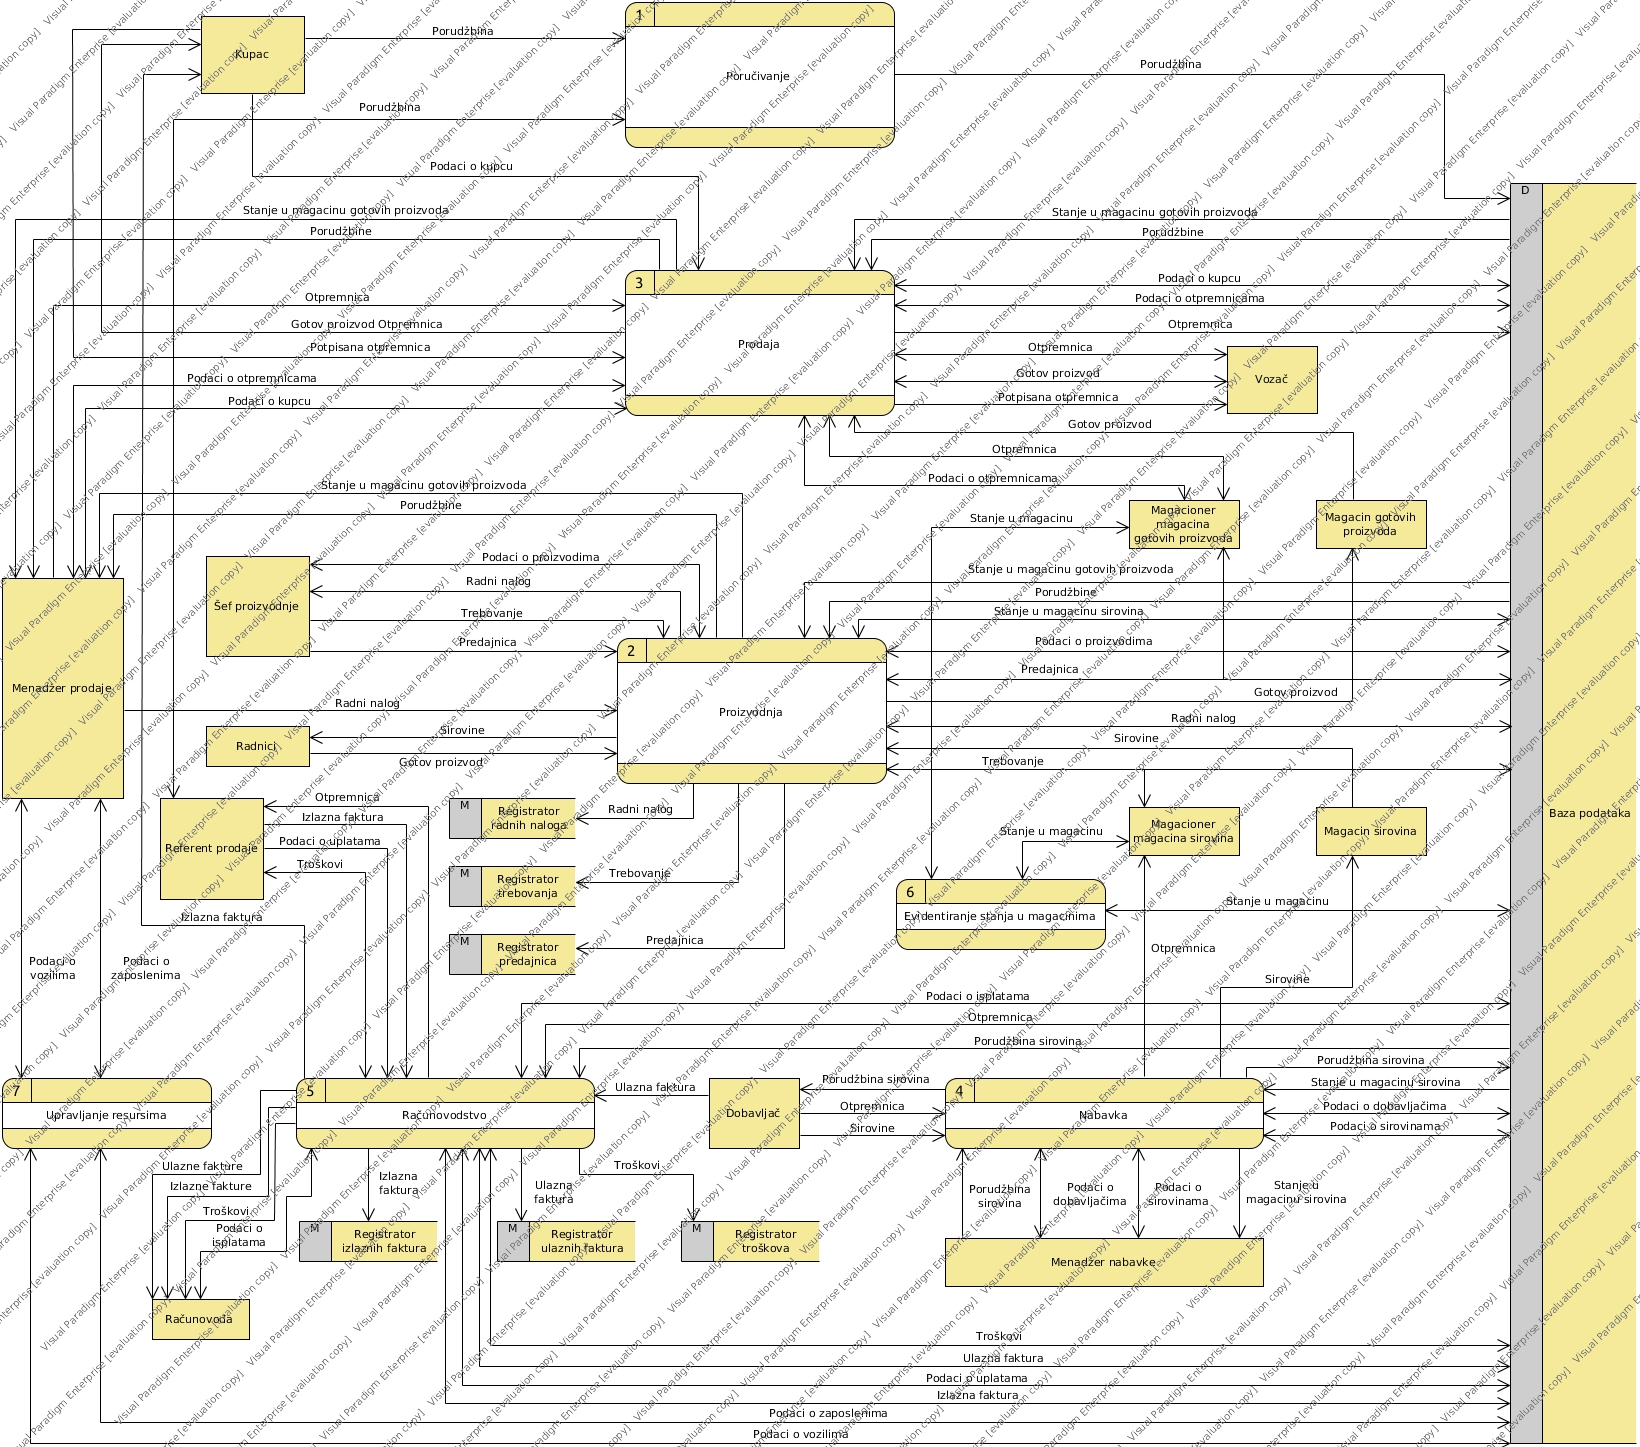 1
Kupac
Porudžbina
Poručivanje
Porudžbina
Porudžbina
Podaci o kupcu
D
Stanje u magacinu gotovih proizvoda
Stanje u magacinu gotovih proizvoda
Porudžbine
Porudžbine
3
Podaci o kupcu
Otpremnica
Podaci o otpremnicama
Gotov proizvod Otpremnica
Otpremnica
Potpisana otpremnica
Prodaja
Otpremnica
Podaci o otpremnicama
Gotov proizvod
Vozač
Podaci o kupcu
Potpisana otpremnica
Gotov proizvod
Otpremnica
Podaci o otpremnicama
Stanje u magacinu gotovih proizvoda
Porudžbine
Stanje u magacinu
Magacioner
magacina
gotovih proizvoda
Magacin gotovih
proizvoda
Podaci o proizvodima
Radni nalog
Stanje u magacinu gotovih proizvoda
Šef proizvodnje
Trebovanje
Porudžbine
Stanje u magacinu sirovina
Predajnica
2
Podaci o proizvodima
Predajnica
Menadžer prodaje
Radni nalog
Proizvodnja
Gotov proizvod
Radni nalog
Radnici
Sirovine
Sirovine
Gotov proizvod
Trebovanje
Otpremnica
Izlazna faktura
Podaci o uplatama
Troškovi
Referent prodaje
M
Registrator
radnih naloga
Radni nalog
Magacioner
magacina sirovina
Magacin sirovina
Baza podataka
Stanje u magacinu
M
Registrator
trebovanja
Trebovanje
6
Evidentiranje stanja u magacinima
Stanje u magacinu
Izlazna faktura
M
Registrator
predajnica
Predajnica
Otpremnica
Podaci o
vozilima
Podaci o
zaposlenima
Sirovine
Podaci o isplatama
Otpremnica
Porudžbina sirovina
Porudžbina sirovina
7
Upravljanje resursima
5
Računovodstvo
Ulazna faktura
Dobavljač
Porudžbina sirovina
Otpremnica
Sirovine
4
Nabavka
Stanje u magacinu sirovina
Podaci o dobavljačima
Podaci o sirovinama
Ulazne fakture
Izlazne fakture
Troškovi
Podaci o
isplatama
Izlazna
faktura
Ulazna
faktura
Troškovi
Porudžbina
sirovina
Podaci o
dobavljačima
Podaci o
sirovinama
Stanje u
magacinu sirovina
M
Registrator
izlaznih faktura
M
Registrator
ulaznih faktura
M
Registrator
troškova
Menadžer nabavke
Računovođa
Troškovi
Ulazna faktura
Podaci o uplatama
Izlazna faktura
Podaci o zaposlenima
Podaci o vozilima
Visual Paradigm Enterprise [evaluation copy]